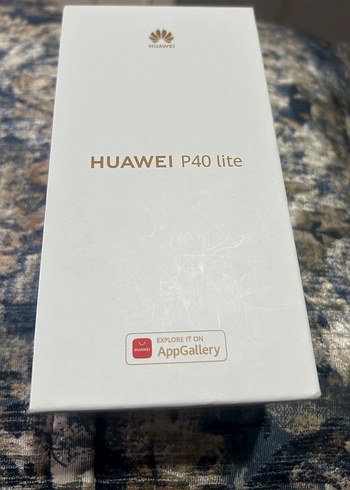 HUAWEI
HUAWEI P40 lite
EXPLORE IT ON
HUAWEI
AppGallery